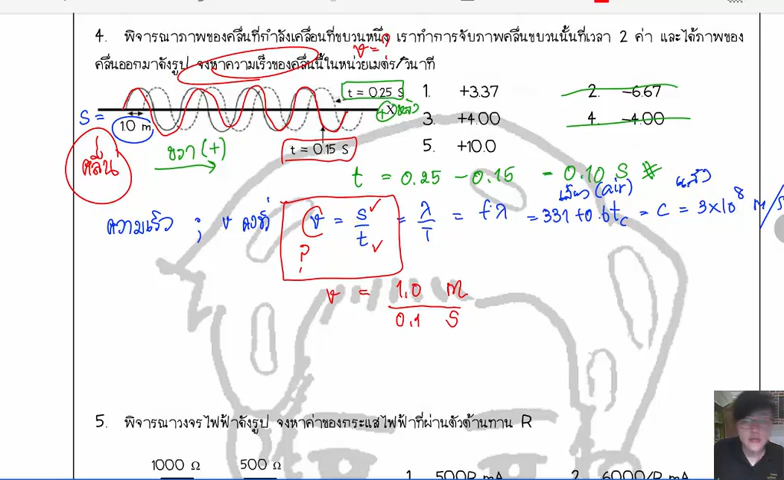 4. พิจารณาภาพของคลื่นที่กำลังเคลื่อนที่ขบวนหนึ่ง เราทำการจับภาพคลื่นขบวนนั้นที่เวลา 2 ค่า และได้ภาพของ
คลื่นออกมาดังรูป จงหาความเร็วของคลื่นนี้ในหน่วยเมตร/วินาที
v = ?
t = 0.25 S
1. +3.37
2. -6.67
S =
+X
1.0 m
3. +4.00
4. -4.00
ขวา (+)
t = 0.15 S
5. +10.0
คลื่น
t = 0.25 - 0.15 = 0.10 S #
ความเร็ว ; v คงที่ v = s/t = λ/T = fλ = 331 + 0.6tc = c = 3×10⁸ M/S
(air)
?
v = 1.0 M / 0.1 S
5. พิจารณาวงจรไฟฟ้าดังรูป จงหาค่าของกระแสไฟฟ้าที่ผ่านตัวต้านทาน R
1000 Ω 500 Ω
1. 500R mA 2. 6000/R mA